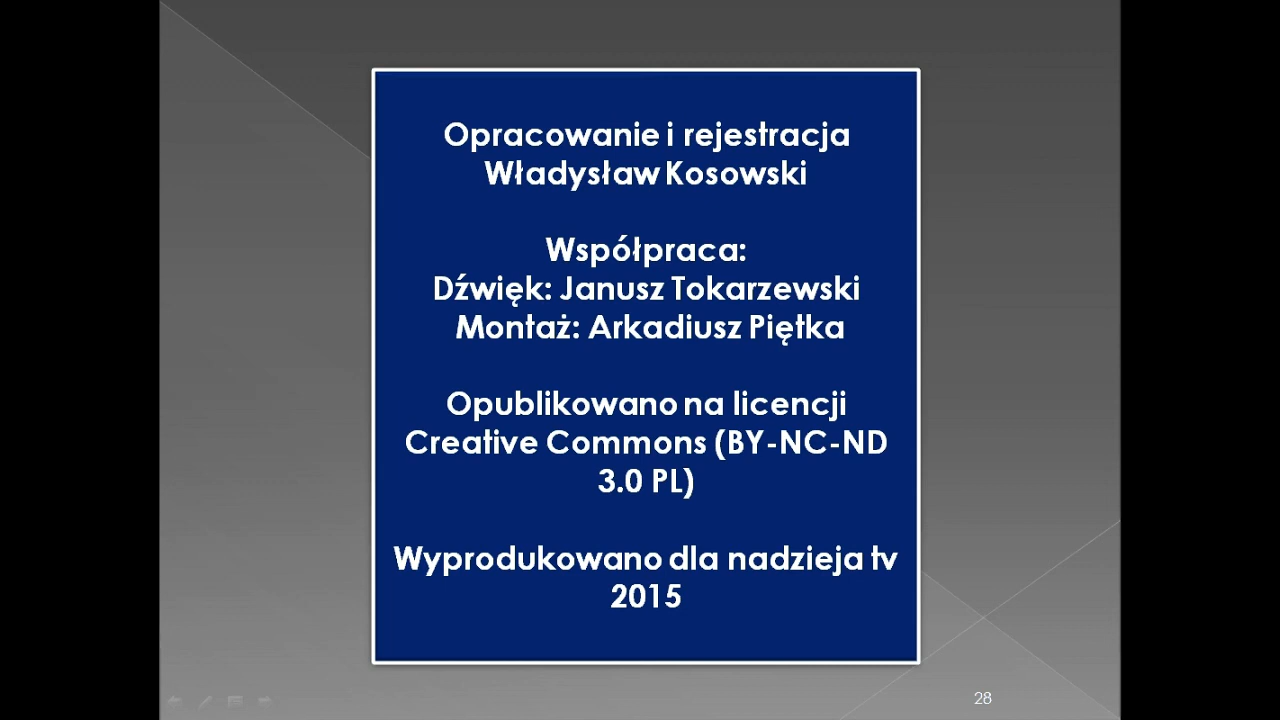 Opracowanie i rejestracja
Władysław Kosowski
Współpraca:
Dźwięk: Janusz Tokarzewski
Montaż: Arkadiusz Piętka
Opublikowano na licencji
Creative Commons (BY-NC-ND
3.0 PL)
Wyprodukowano dla nadzieja tv
2015
28